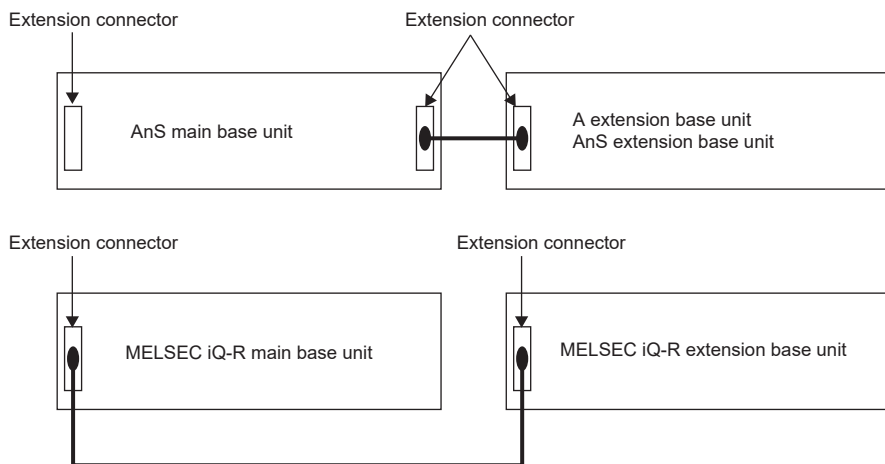 Extension connector
Extension connector
AnS main base unit
A extension base unit
AnS extension base unit
Extension connector
Extension connector
MELSEC iQ-R main base unit
MELSEC iQ-R extension base unit